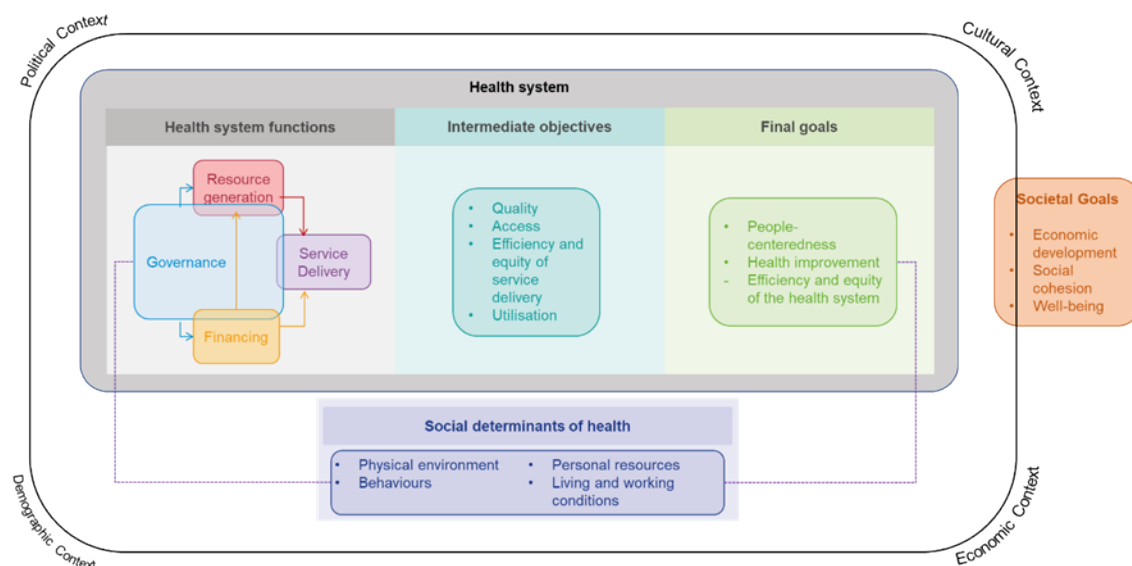 Political Context
Cultural Context
Health system
Health system functions
Intermediate objectives
Final goals
Resource
generation
Governance
Service
Delivery
Financing
• Quality
• Access
• Efficiency and
equity of
service
delivery
• Utilisation
• People-
centeredness
• Health improvement
- Efficiency and equity
of the health system
Societal Goals
• Economic
development
• Social
cohesion
• Well-being
Social determinants of health
• Physical environment
• Behaviours
• Personal resources
• Living and working
conditions
Demographic Context
Economic Context